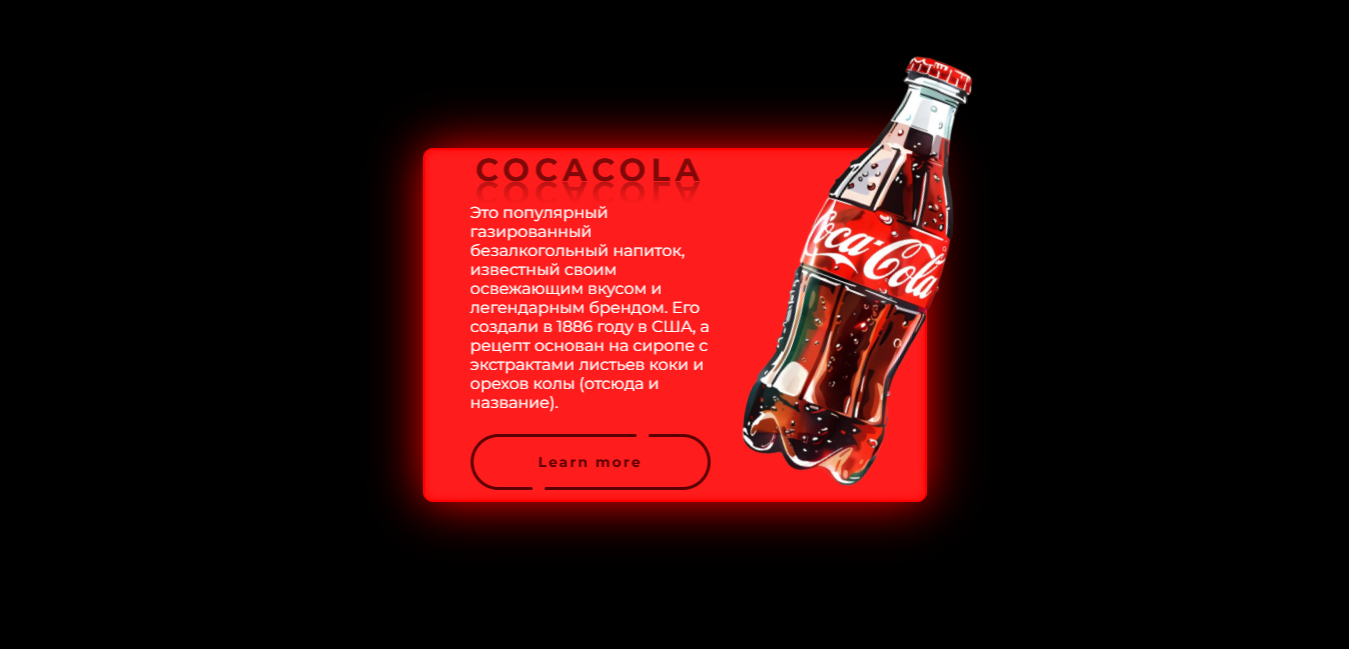 COCACOLA
Это популярный
газированный
безалкогольный напиток,
известный своим
освежающим вкусом и
легендарным брендом. Его
создали в 1886 году в США, а
рецепт основан на сиропе с
экстрактами листьев коки и
орехов колы (отсюда и
название).
Learn more
Coca-Cola